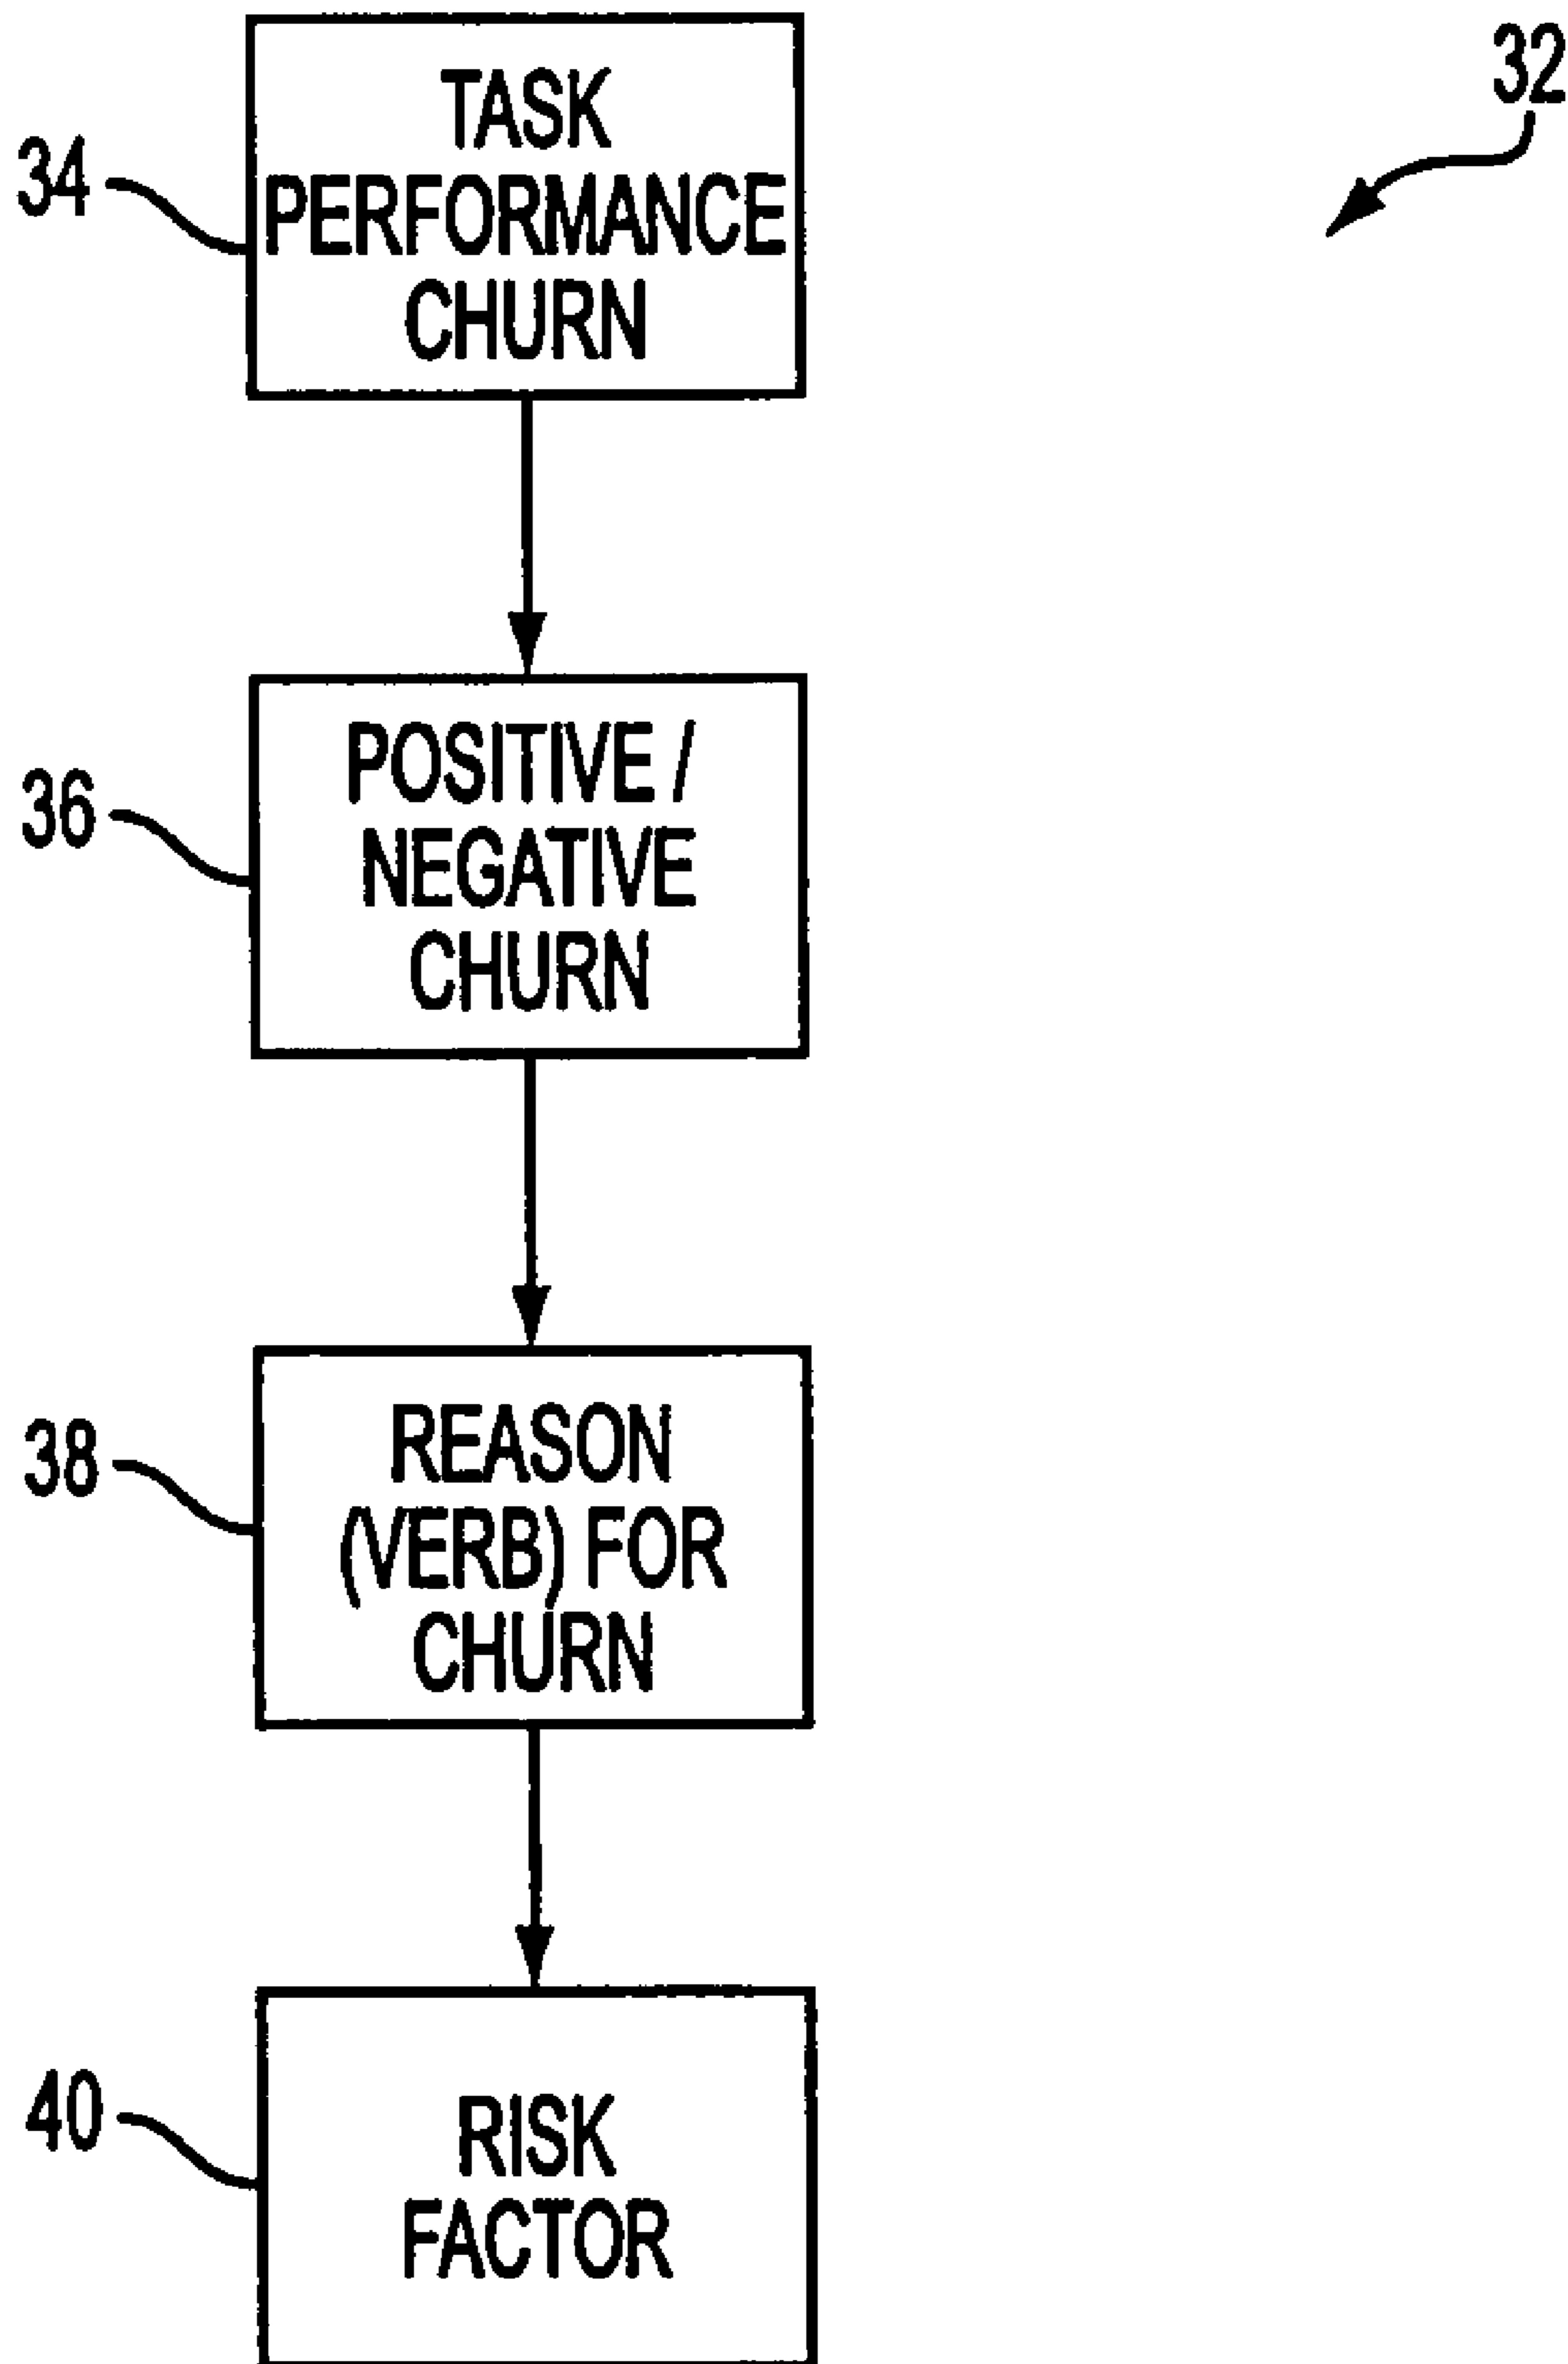 32
34
TASK
PERFORMANCE
CHURN
36
POSITIVE /
NEGATIVE
CHURN
38
REASON
(VERB) FOR
CHURN
40
RISK
FACTOR